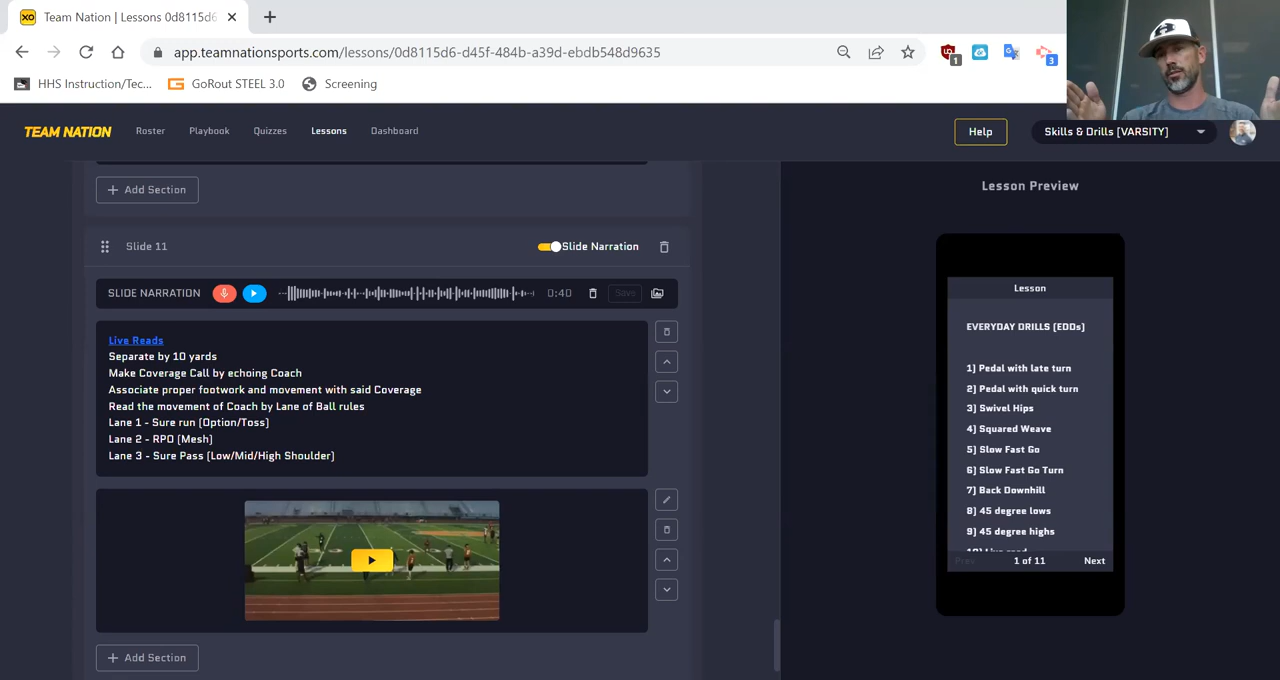 Team Nation | Lessons 0d8115d6
app.teamnationsports.com/lessons/0d8115d6-d45f-484b-a39d-ebdb548d9635
1
3
HHS Instruction/Tec...
GoRout STEEL 3.0
Screening
TEAM NATION
Roster
Playbook
Quizzes
Lessons
Dashboard
Help
Skills & Drills [VARSITY]
Add Section
Slide 11
Slide Narration
SLIDE NARRATION
0:40
Save
Live Reads
Separate by 10 yards
Make Coverage Call by echoing Coach
Associate proper footwork and movement with said Coverage
Read the movement of Coach by Lane of Ball rules
Lane 1 - Sure run (Option/Toss)
Lane 2 - RPO (Mesh)
Lane 3 - Sure Pass (Low/Mid/High Shoulder)
Add Section
Lesson Preview
Lesson
EVERYDAY DRILLS (EDDs)
1) Pedal with late turn
2) Pedal with quick turn
3) Swivel Hips
4) Squared Weave
5) Slow Fast Go
6) Slow Fast Go Turn
7) Back Downhill
8) 45 degree lows
9) 45 degree highs
Prev
1 of 11
Next